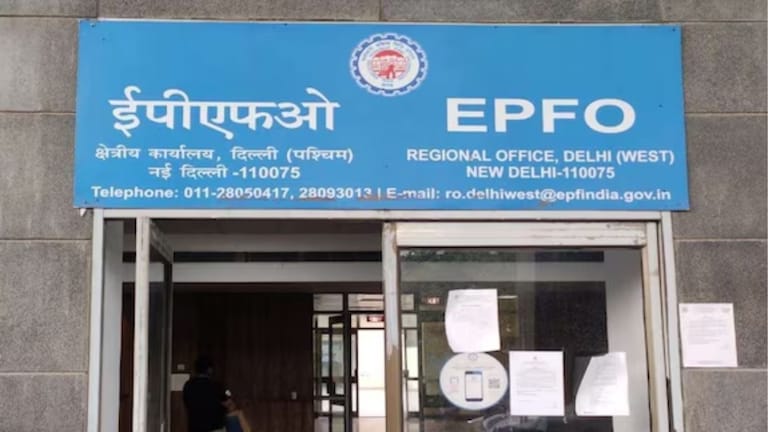 ईपीएफओ
क्षेत्रीय कार्यालय, दिल्ली (पश्चिम)
नई दिल्ली -110075
EPFO
REGIONAL OFFICE, DELHI (WEST)
NEW DELHI-110075
Telephone: 011-28050417, 28093013 | E-mail: ro.delhiwest@epfindia.gov.in